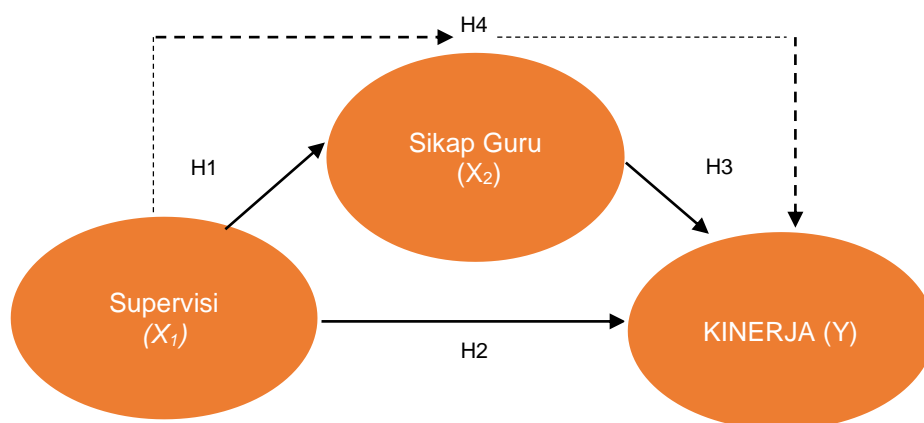 H4
Sikap Guru
(X₂)
H1
H3
Supervisi
(X₁)
KINERJA (Y)
H2